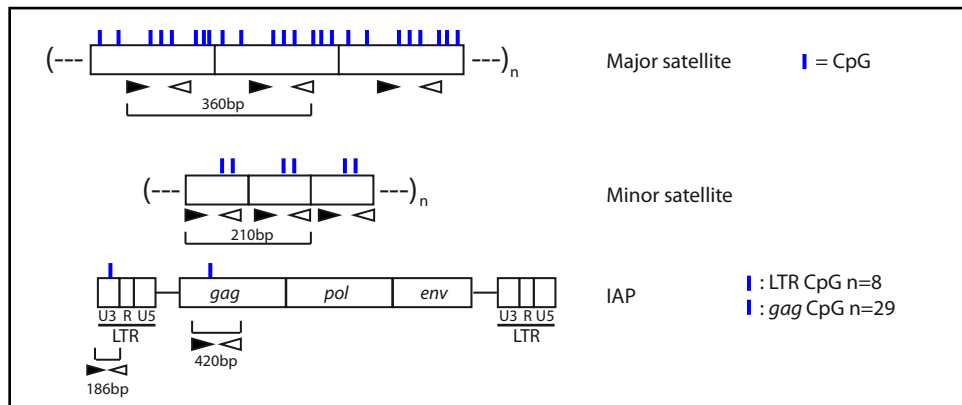 (--- ---)n Major satellite = CpG
360bp
(--- ---)n Minor satellite
210bp
gag pol env IAP : LTR CpG n=8
U3 R U5 U3 R U5 : gag CpG n=29
LTR LTR
420bp
186bp